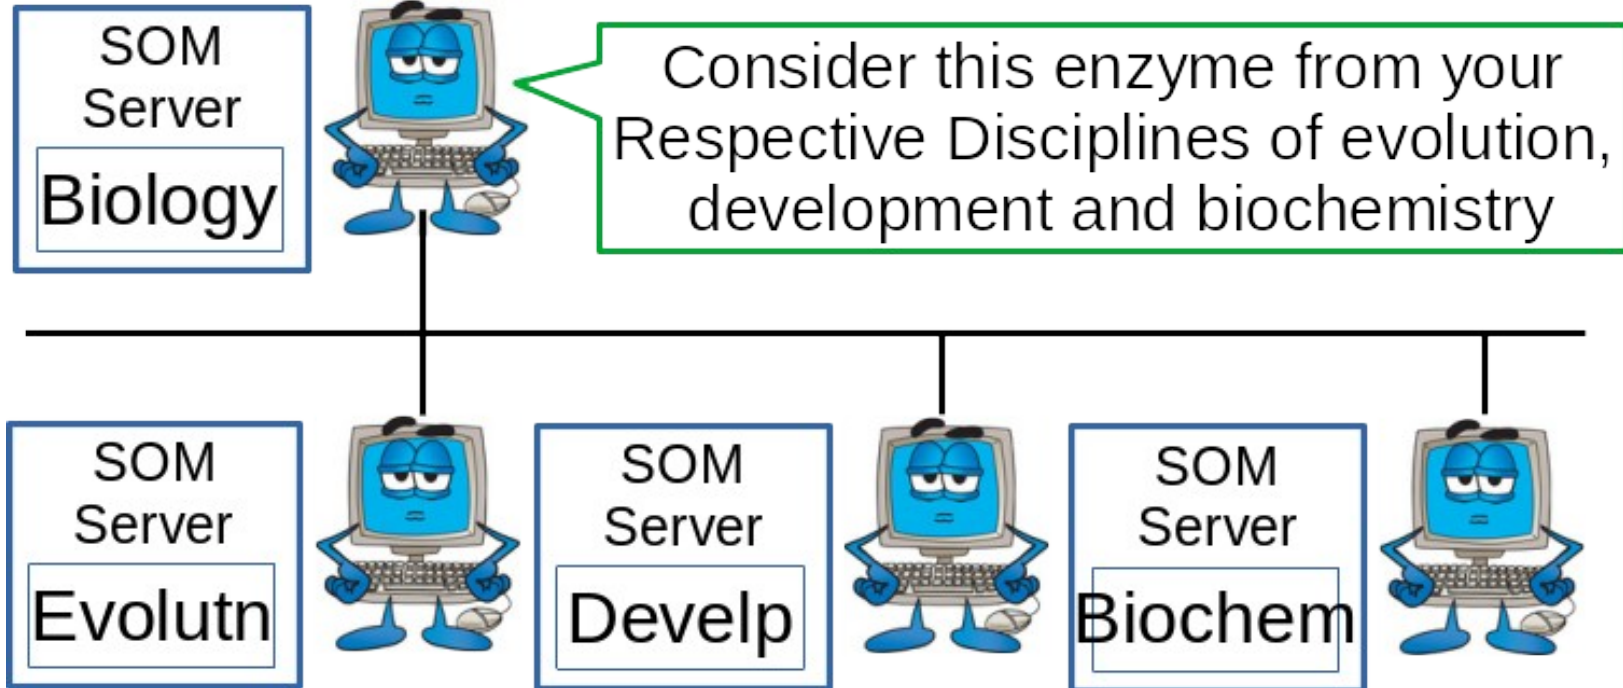 SOM
Server
Biology
Consider this enzyme from your
Respective Disciplines of evolution,
development and biochemistry
SOM
Server
Evolutn
SOM
Server
Develp
SOM
Server
Biochem